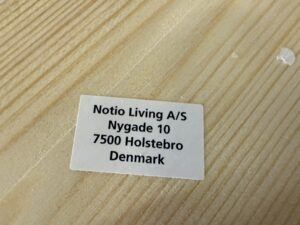 Notio Living A/S
Nygade 10
7500 Holstebro
Denmark